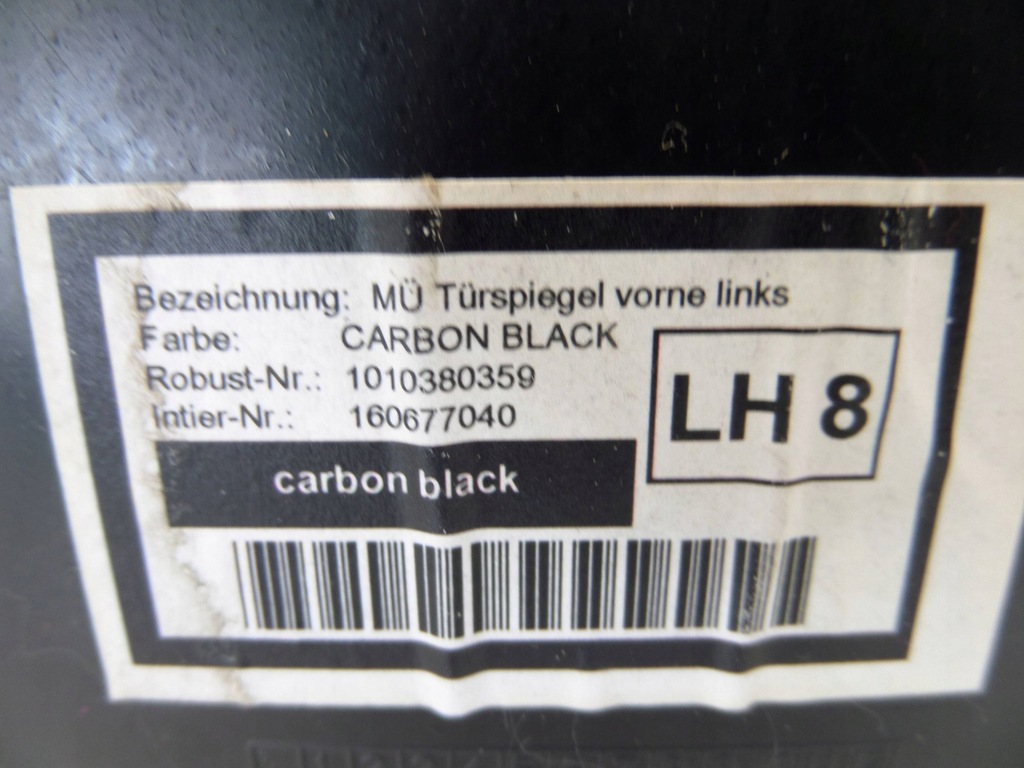 Bezeichnung: MÜ Türspiegel vorne links
Farbe: CARBON BLACK
Robust-Nr.: 1010380359
Intier-Nr.: 160677040
LH 8
carbon black